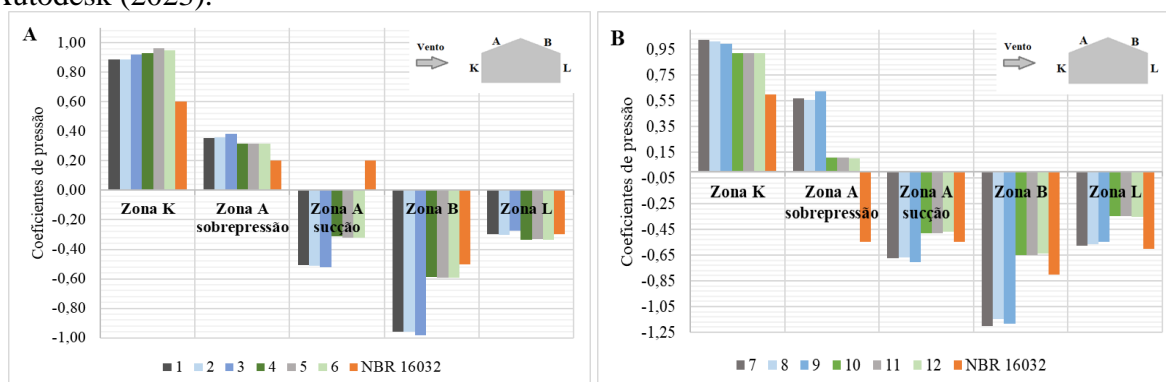 Autodesk (2023).
A
1,00
0,80
0,60
0,40
0,20
0,00
-0,20
-0,40
-0,60
-0,80
-1,00
Coeficientes de pressão
Vento
A
B
K
L
Zona K
Zona A
sobrepressão
Zona A
sucção
Zona B
Zona L
1 2 3 4 5 6 NBR 16032
B
0,95
0,75
0,55
0,35
0,15
-0,05
-0,25
-0,45
-0,65
-0,85
-1,05
-1,25
Coeficientes de pressão
Vento
A
B
K
L
Zona K
Zona A
sobrepressão
Zona A
sucção
Zona B
Zona L
7 8 9 10 11 12 NBR 16032